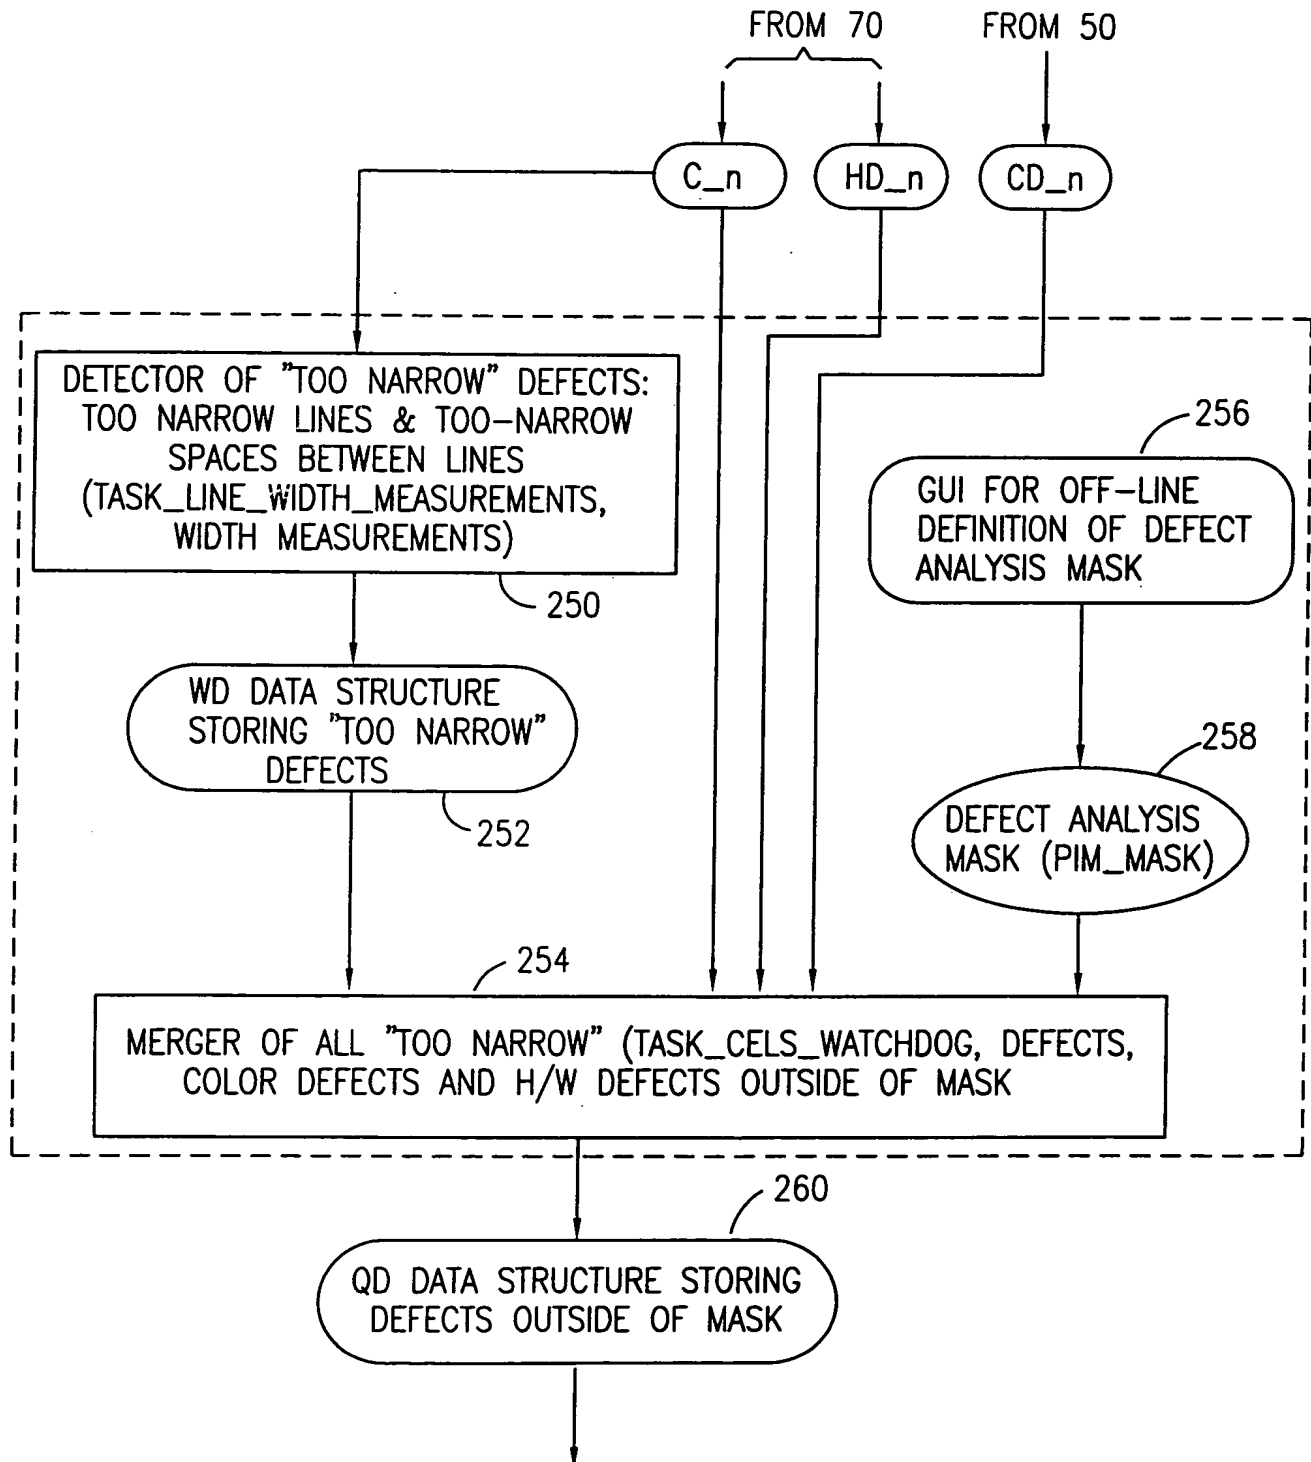 FROM 70
FROM 50
C_n
HD_n
CD_n
DETECTOR OF "TOO NARROW" DEFECTS:
TOO NARROW LINES & TOO-NARROW
SPACES BETWEEN LINES
(TASK_LINE_WIDTH_MEASUREMENTS,
WIDTH MEASUREMENTS)
250
256
GUI FOR OFF-LINE
DEFINITION OF DEFECT
ANALYSIS MASK
WD DATA STRUCTURE
STORING "TOO NARROW"
DEFECTS
252
258
DEFECT ANALYSIS
MASK (PIM_MASK)
254
MERGER OF ALL "TOO NARROW" (TASK_CELS_WATCHDOG, DEFECTS,
COLOR DEFECTS AND H/W DEFECTS OUTSIDE OF MASK
260
QD DATA STRUCTURE STORING
DEFECTS OUTSIDE OF MASK